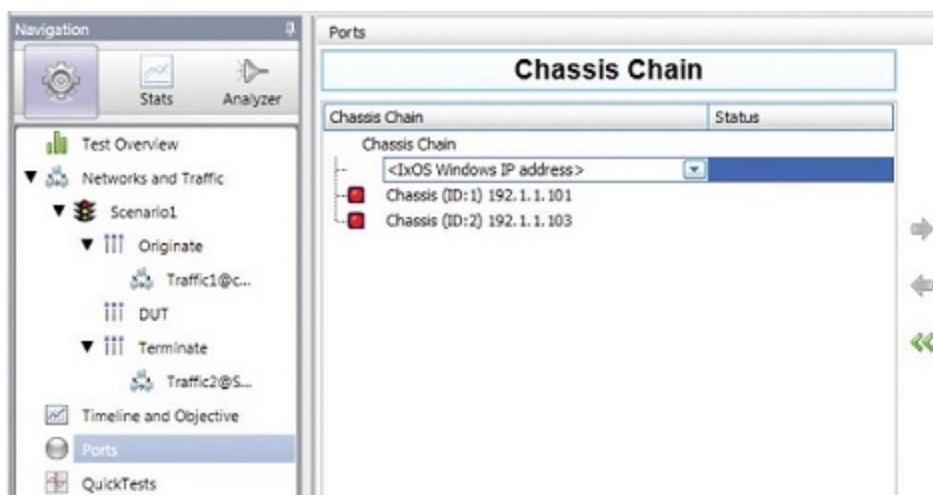 Navigation
Stats
Analyzer
Test Overview
Networks and Traffic
Scenario1
Originate
Traffic1@c...
DUT
Terminate
Traffic2@S...
Timeline and Objective
Ports
QuickTests
Ports
Chassis Chain
Chassis Chain Status
Chassis Chain
<IxOS Windows IP address>
Chassis (ID:1) 192.1.1.101
Chassis (ID:2) 192.1.1.103